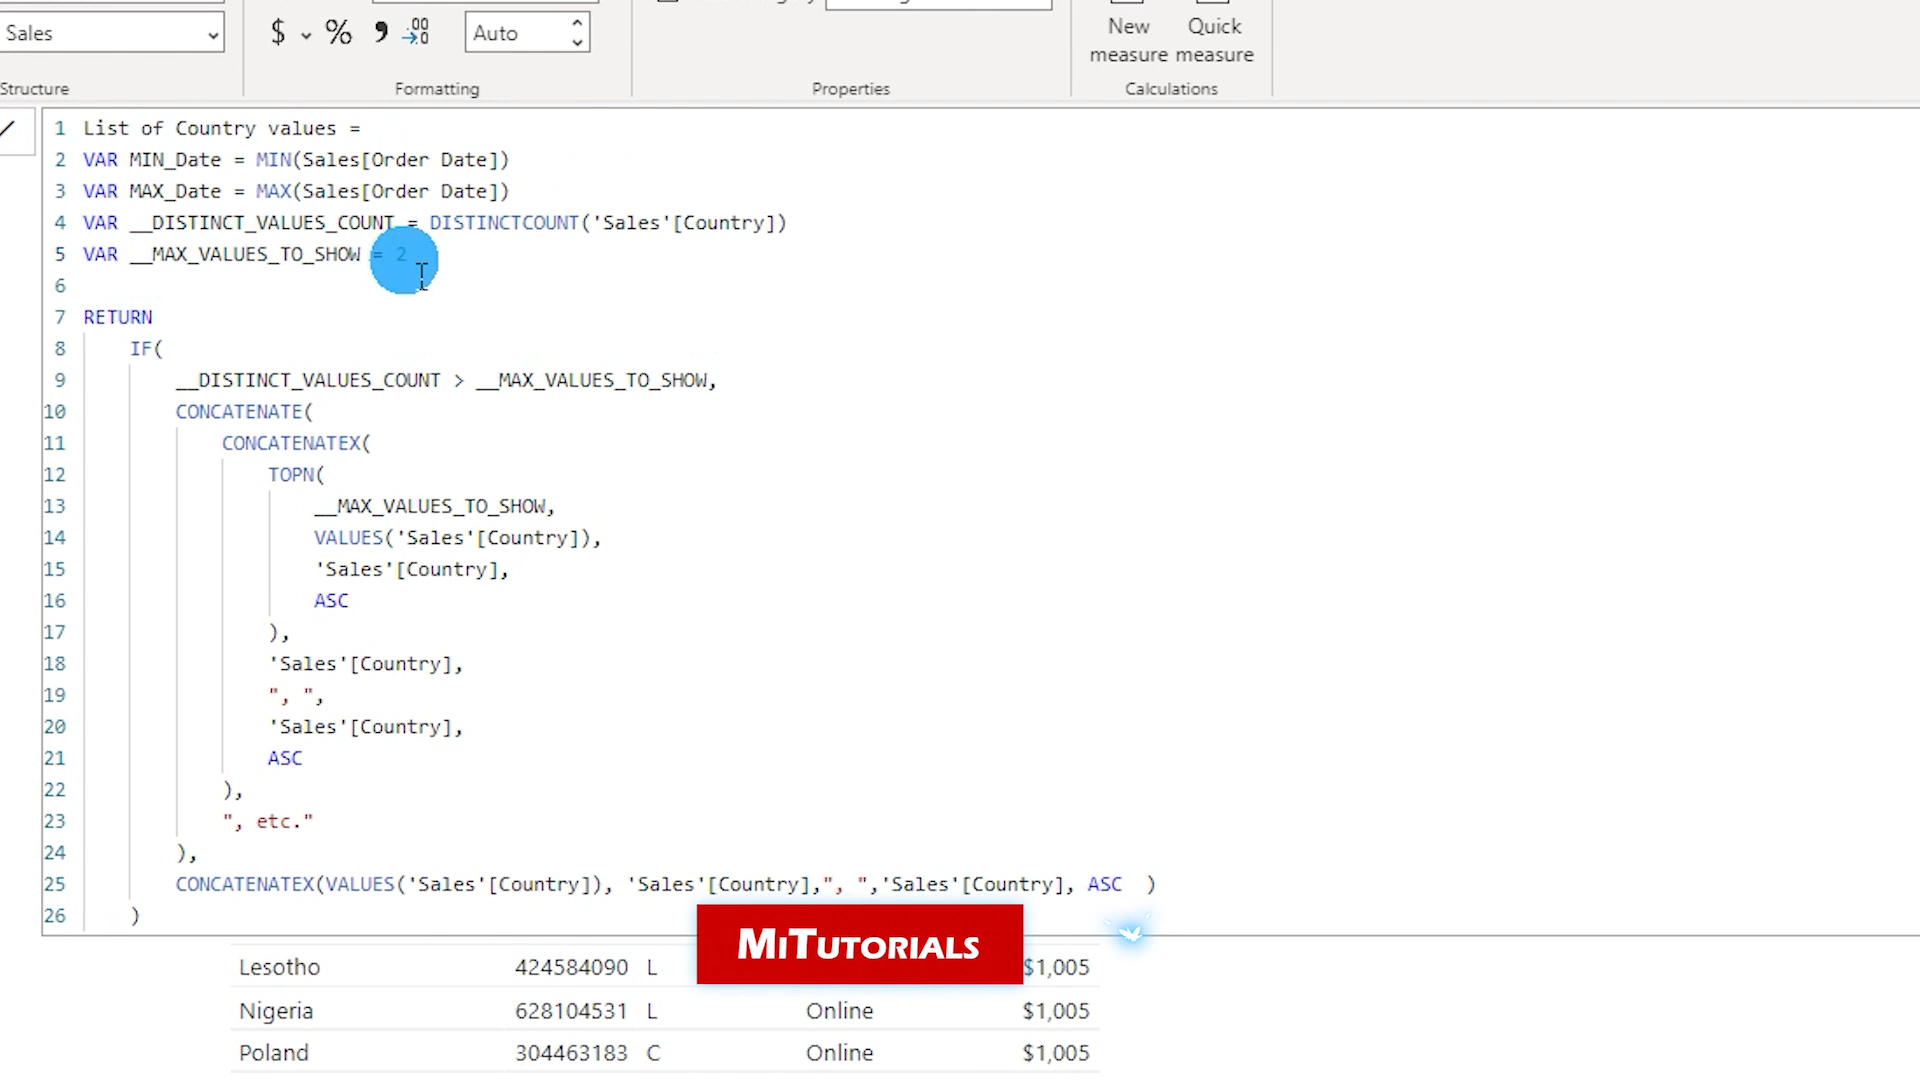 Sales
$ % , .00 →.0
Auto
New measure
Quick measure
Structure
Formatting
Properties
Calculations
1 List of Country values =
2 VAR MIN_Date = MIN(Sales[Order Date])
3 VAR MAX_Date = MAX(Sales[Order Date])
4 VAR __DISTINCT_VALUES_COUNT = DISTINCTCOUNT('Sales'[Country])
5 VAR __MAX_VALUES_TO_SHOW = 2
6
7 RETURN
8 IF(
9 __DISTINCT_VALUES_COUNT > __MAX_VALUES_TO_SHOW,
10 CONCATENATE(
11 CONCATENATEX(
12 TOPN(
13 __MAX_VALUES_TO_SHOW,
14 VALUES('Sales'[Country]),
15 'Sales'[Country],
16 ASC
17 ),
18 'Sales'[Country],
19 ", ",
20 'Sales'[Country],
21 ASC
22 ),
23 ", etc."
24 ),
25 CONCATENATEX(VALUES('Sales'[Country]), 'Sales'[Country],", ",'Sales'[Country], ASC )
26 )
MiTutorials
Lesotho 424584090 L $1,005
Nigeria 628104531 L Online $1,005
Poland 304463183 C Online $1,005